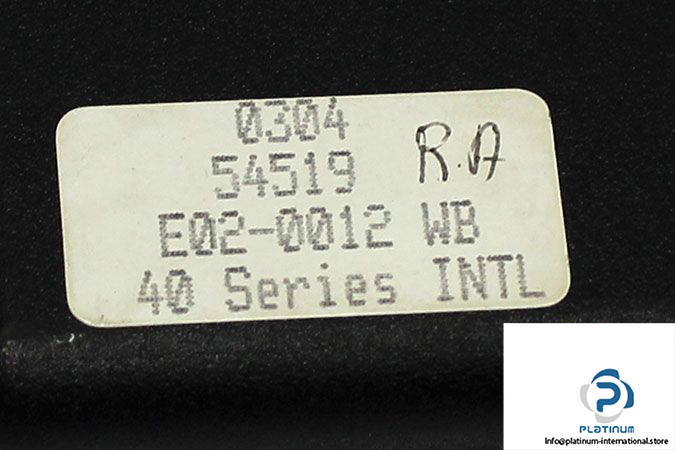 0304
R.A
54519
E02-0012 WB
40 Series INTL
PLATINUM
Info@platinum-international.store